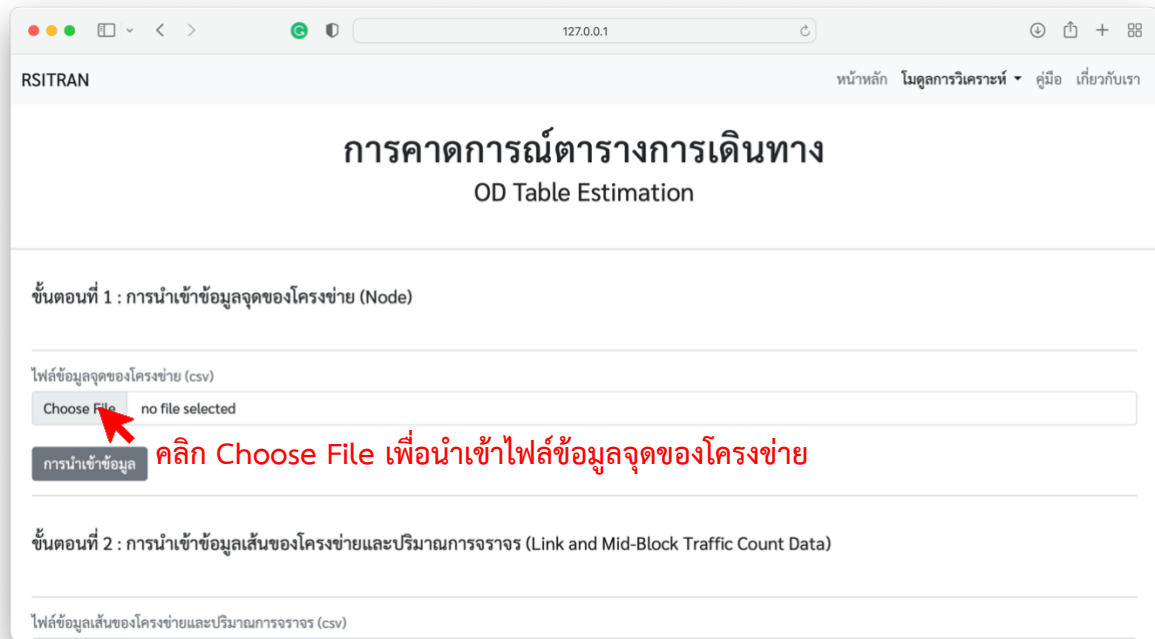 127.0.0.1
RSITRAN
หน้าหลัก โมดูลการวิเคราะห์ คู่มือ เกี่ยวกับเรา
การคาดการณ์ตารางการเดินทาง
OD Table Estimation
ขั้นตอนที่ 1 : การนำเข้าข้อมูลจุดของโครงข่าย (Node)
ไฟล์ข้อมูลจุดของโครงข่าย (csv)
Choose File no file selected
คลิก Choose File เพื่อนำเข้าไฟล์ข้อมูลจุดของโครงข่าย
การนำเข้าข้อมูล
ขั้นตอนที่ 2 : การนำเข้าข้อมูลเส้นของโครงข่ายและปริมาณการจราจร (Link and Mid-Block Traffic Count Data)
ไฟล์ข้อมูลเส้นของโครงข่ายและปริมาณการจราจร (csv)